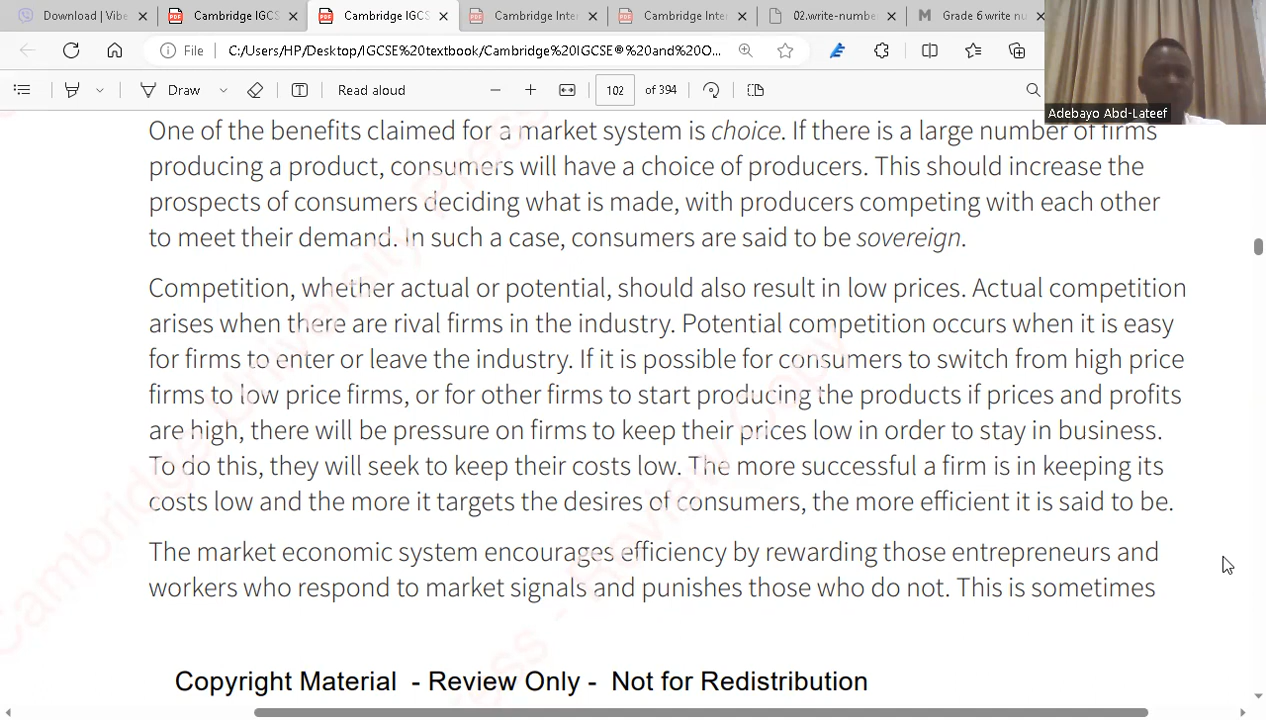 Download | Vibe
Cambridge IGCS
Cambridge IGCS
Cambridge Inter
Cambridge Inter
02.write-number
Grade 6 write nu
File
C:/Users/HP/Desktop/IGCSE%20textbook/Cambridge%20IGCSE®%20and%20O...
Draw
Read aloud
102
of 394
Adebayo Abd-Lateef
One of the benefits claimed for a market system is choice. If there is a large number of firms
producing a product, consumers will have a choice of producers. This should increase the
prospects of consumers deciding what is made, with producers competing with each other
to meet their demand. In such a case, consumers are said to be sovereign.
Competition, whether actual or potential, should also result in low prices. Actual competition
arises when there are rival firms in the industry. Potential competition occurs when it is easy
for firms to enter or leave the industry. If it is possible for consumers to switch from high price
firms to low price firms, or for other firms to start producing the products if prices and profits
are high, there will be pressure on firms to keep their prices low in order to stay in business.
To do this, they will seek to keep their costs low. The more successful a firm is in keeping its
costs low and the more it targets the desires of consumers, the more efficient it is said to be.
The market economic system encourages efficiency by rewarding those entrepreneurs and
workers who respond to market signals and punishes those who do not. This is sometimes
Cambridge University Press - Review Copy
Copyright Material - Review Only - Not for Redistribution